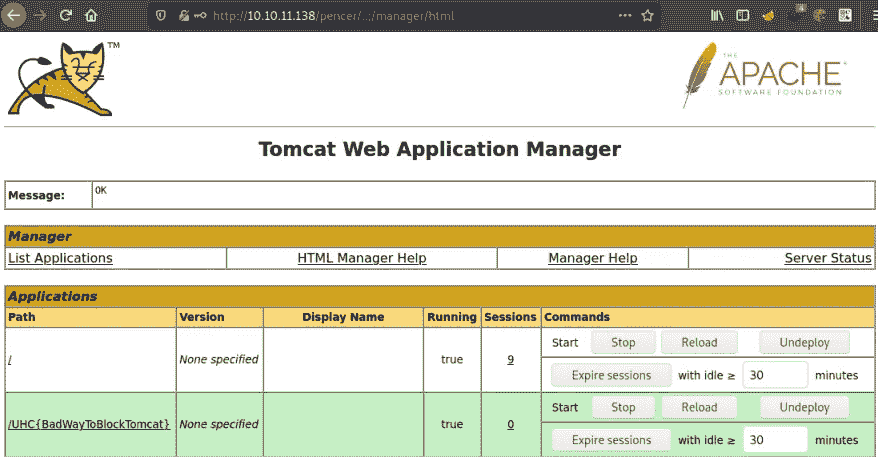 http://10.10.11.138/pencer/..;/manager/html
4
TM
THE
APACHE
SOFTWARE FOUNDATION
Tomcat Web Application Manager
Message:
OK
Manager
List Applications
HTML Manager Help
Manager Help
Server Status
Applications
Path
Version
Display Name
Running
Sessions
Commands
/
None specified
true
9
Start
Stop
Reload
Undeploy
Expire sessions
with idle ≥
30
minutes
/UHC{BadWayToBlockTomcat}
None specified
true
0
Start
Stop
Reload
Undeploy
Expire sessions
with idle ≥
30
minutes